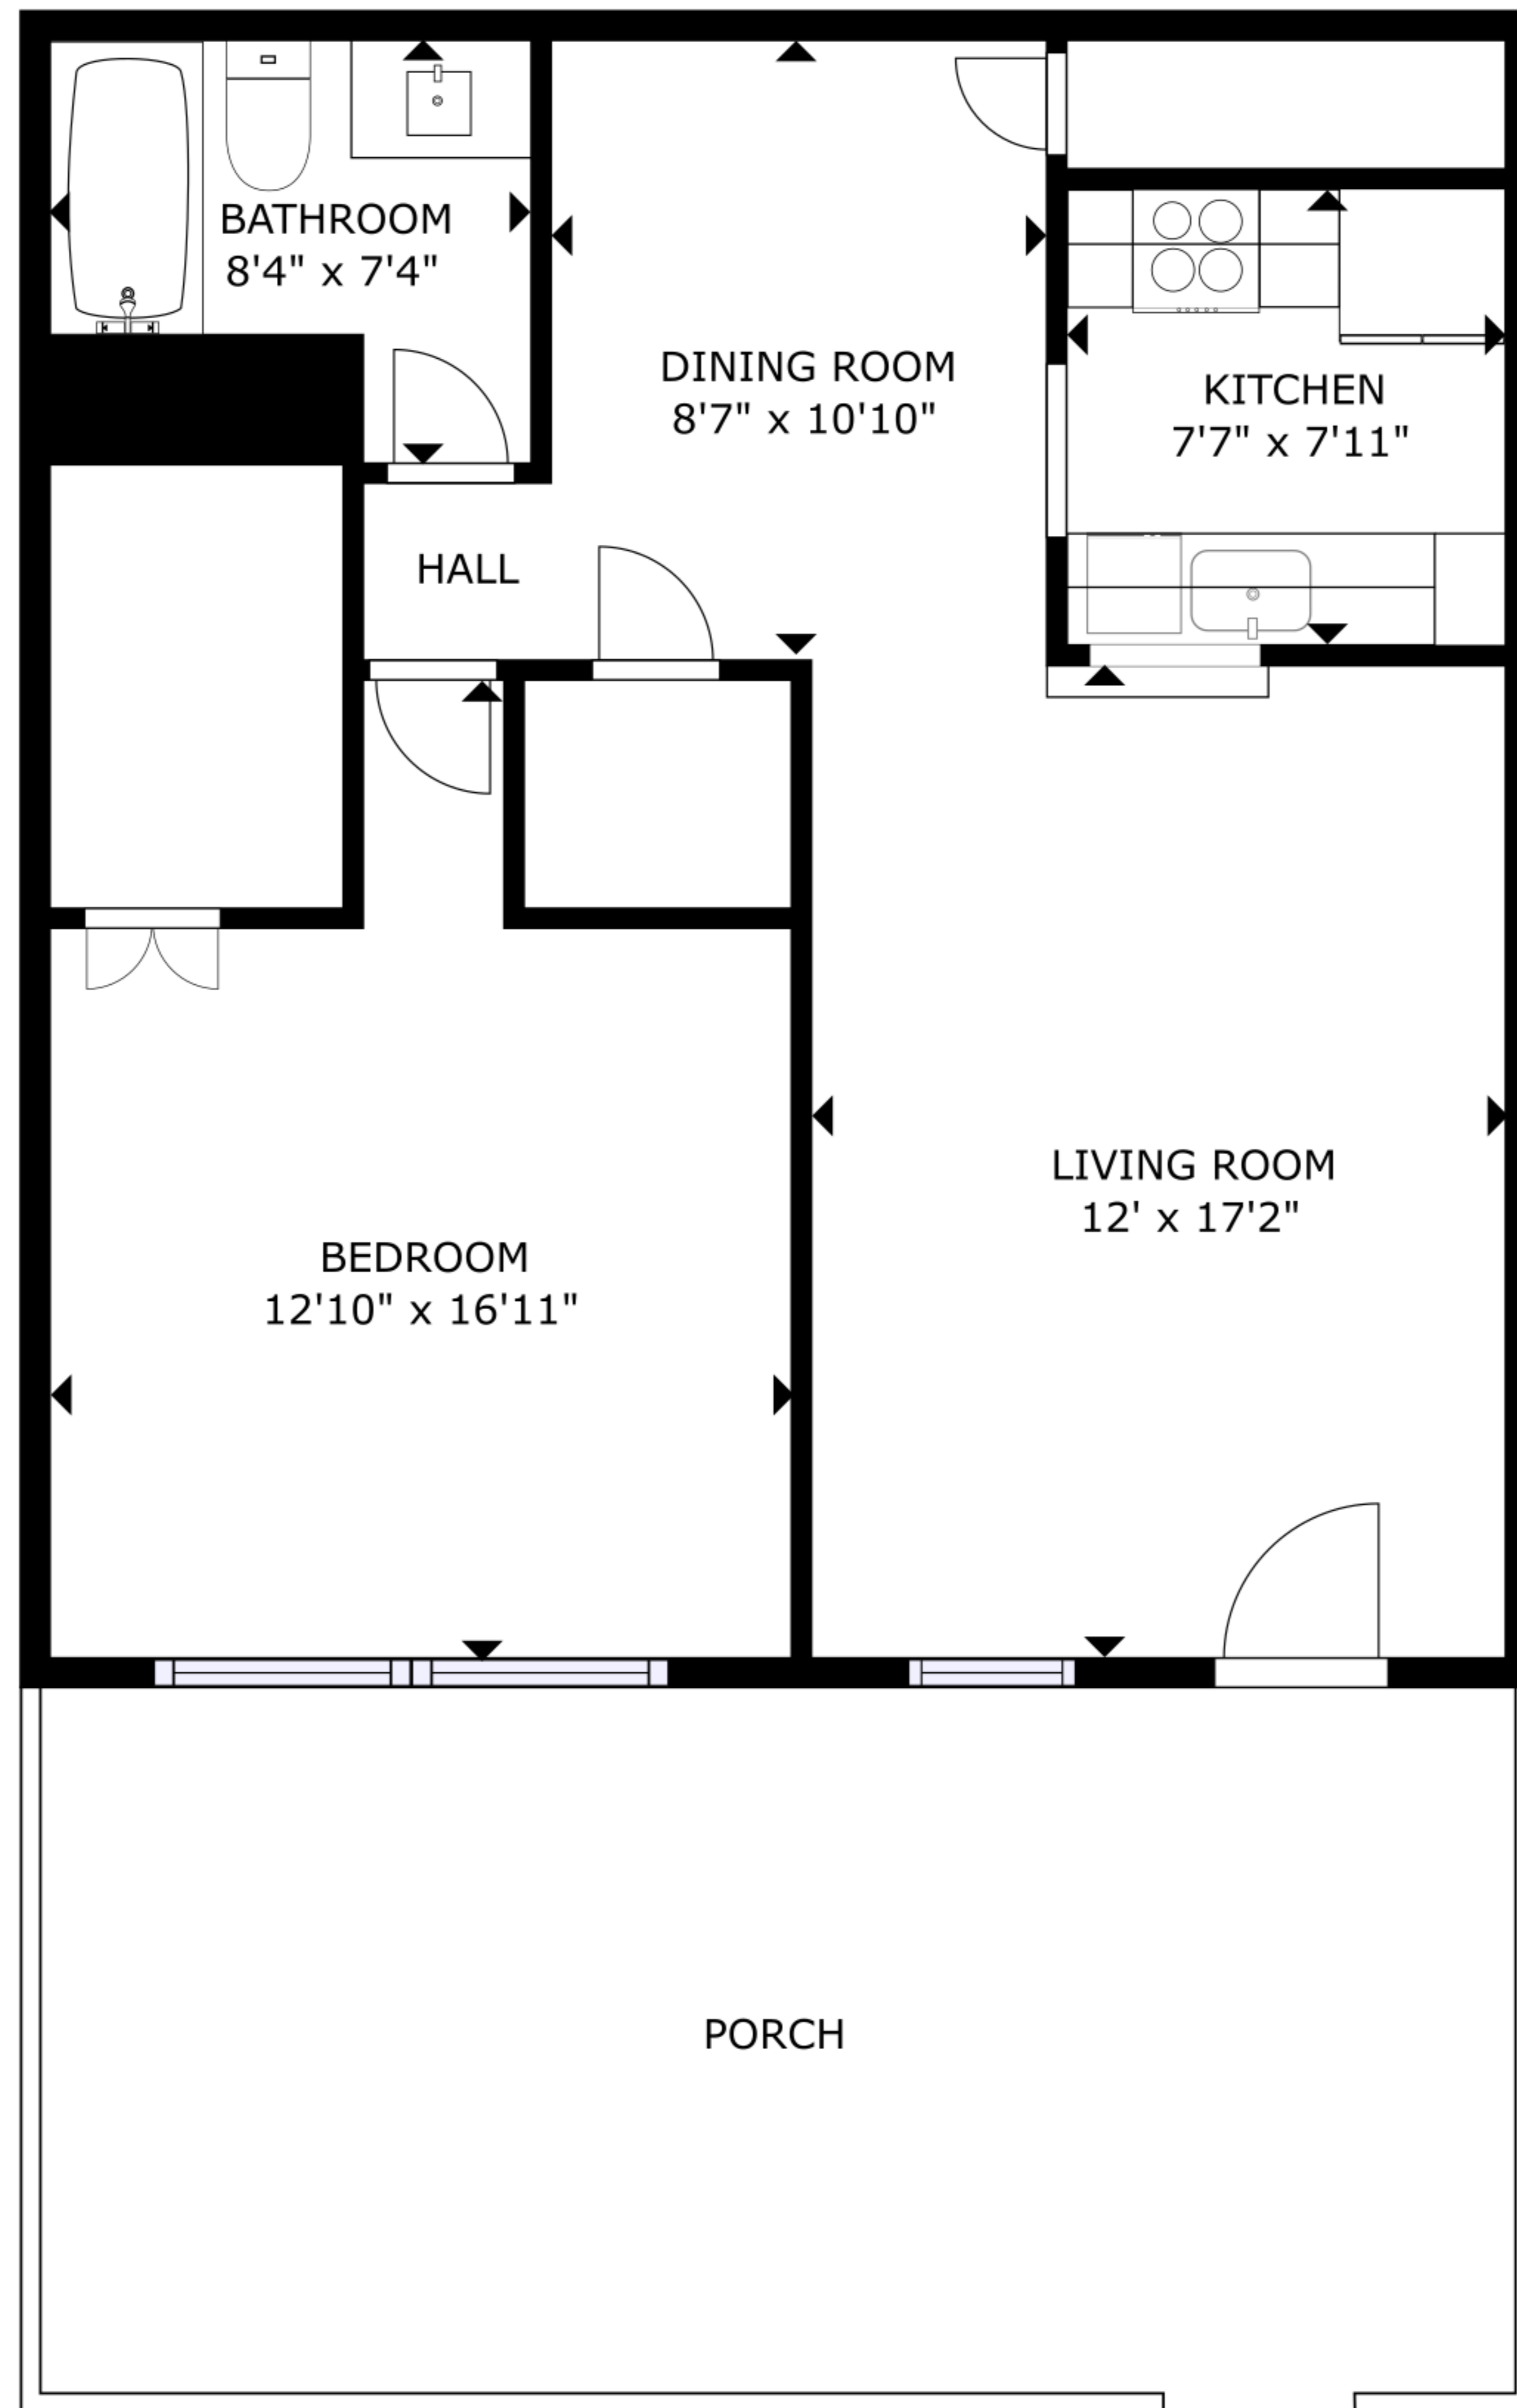 BATHROOM
8'4" x 7'4"
DINING ROOM
8'7" x 10'10"
KITCHEN
7'7" x 7'11"
HALL
LIVING ROOM
12' x 17'2"
BEDROOM
12'10" x 16'11"
PORCH